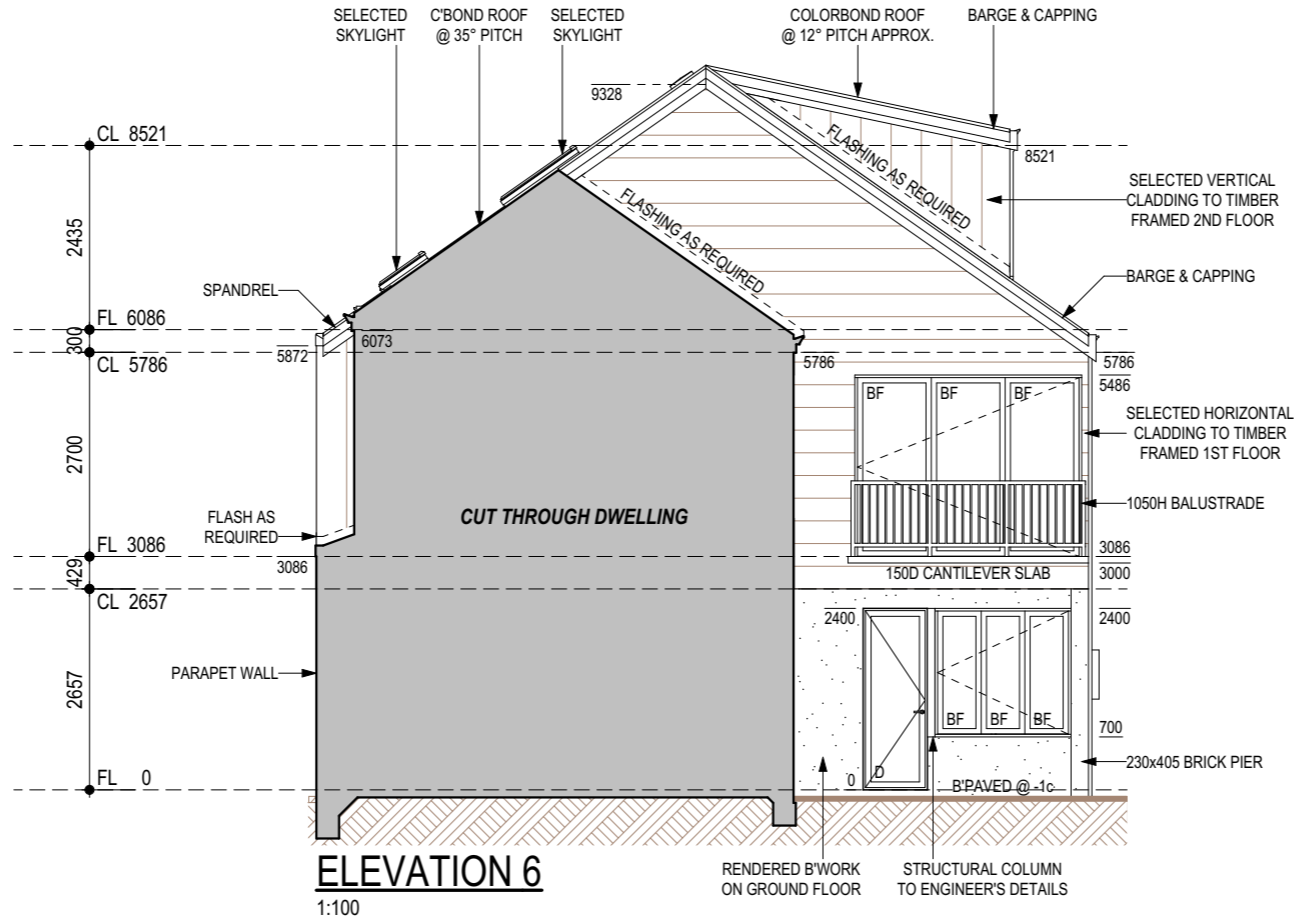 SELECTED
SKYLIGHT
C'BOND ROOF
@ 35° PITCH
SELECTED
SKYLIGHT
COLORBOND ROOF
@ 12° PITCH APPROX.
BARGE & CAPPING
9328
CL 8521
8521
FLASHING AS REQUIRED
SELECTED VERTICAL
CLADDING TO TIMBER
FRAMED 2ND FLOOR
2435
FLASHING AS REQUIRED
BARGE & CAPPING
SPANDREL
FL 6086
300
6073
5872
CL 5786
5786
5786
5486
BF
BF
BF
SELECTED HORIZONTAL
CLADDING TO TIMBER
FRAMED 1ST FLOOR
2700
1050H BALUSTRADE
CUT THROUGH DWELLING
FLASH AS
REQUIRED
FL 3086
3086
3086
429
150D CANTILEVER SLAB
3000
CL 2657
2400
2400
2657
PARAPET WALL
BF
BF
BF
700
230x405 BRICK PIER
FL 0
0
D
B'PAVED @ -1c
ELEVATION 6
1:100
RENDERED B'WORK
ON GROUND FLOOR
STRUCTURAL COLUMN
TO ENGINEER'S DETAILS